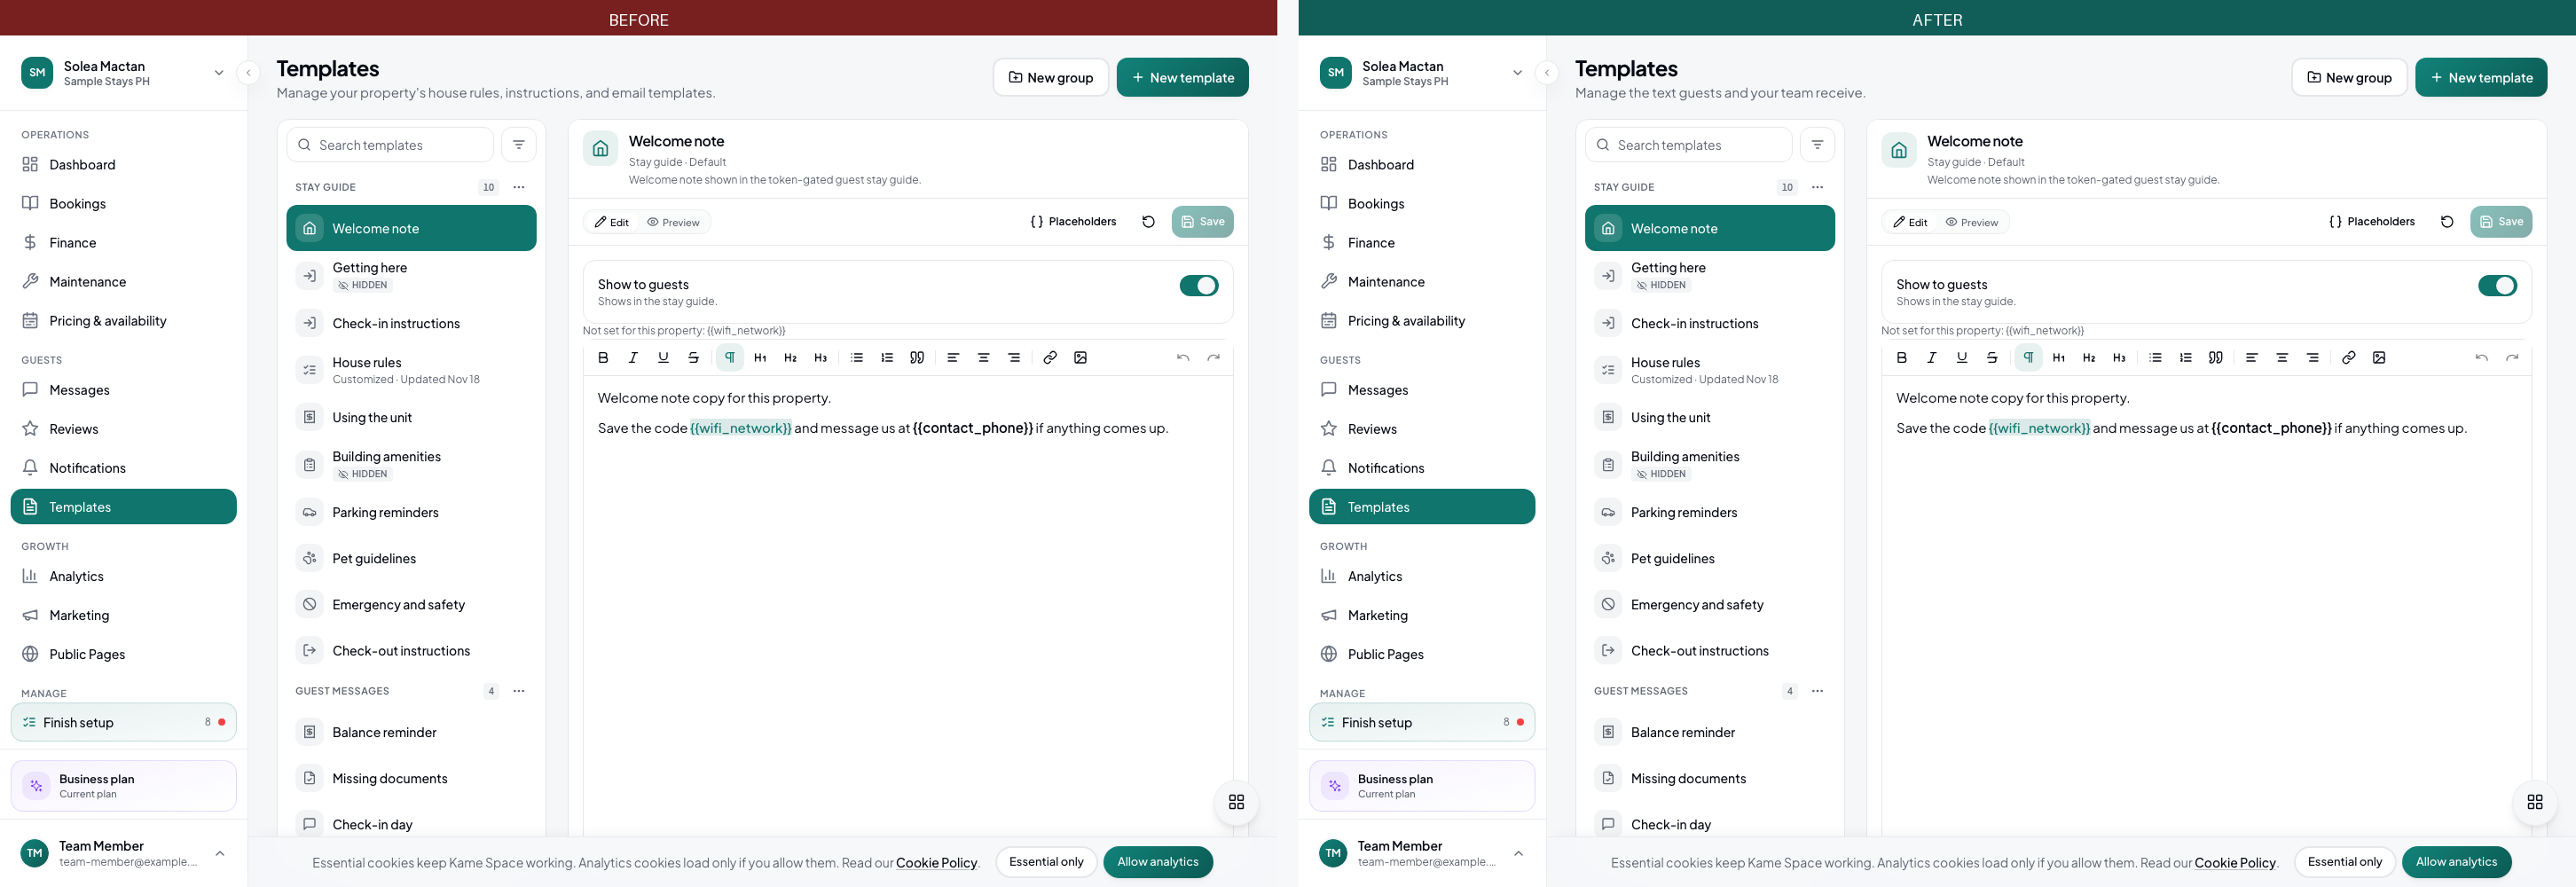 BEFORE
SM
Solea Mactan
Sample Stays PH
OPERATIONS
Dashboard
Bookings
Finance
Maintenance
Pricing & availability
GUESTS
Messages
Reviews
Notifications
Templates
GROWTH
Analytics
Marketing
Public Pages
MANAGE
Finish setup 8
Business plan
Current plan
TM
Team Member
team-member@example....
Templates
Manage your property's house rules, instructions, and email templates.
New group
New template
Search templates
STAY GUIDE 10
Welcome note
Getting here
HIDDEN
Check-in instructions
House rules
Customized · Updated Nov 18
Using the unit
Building amenities
HIDDEN
Parking reminders
Pet guidelines
Emergency and safety
Check-out instructions
GUEST MESSAGES 4
Balance reminder
Missing documents
Check-in day
Welcome note
Stay guide · Default
Welcome note shown in the token-gated guest stay guide.
Edit Preview
{ } Placeholders
Save
Show to guests
Shows in the stay guide.
Not set for this property: {{wifi_network}}
B I U S ¶ H1 H2 H3
Welcome note copy for this property.
Save the code {{wifi_network}} and message us at {{contact_phone}} if anything comes up.
Essential cookies keep Kame Space working. Analytics cookies load only if you allow them. Read our Cookie Policy.
Essential only
Allow analytics
AFTER
SM
Solea Mactan
Sample Stays PH
OPERATIONS
Dashboard
Bookings
Finance
Maintenance
Pricing & availability
GUESTS
Messages
Reviews
Notifications
Templates
GROWTH
Analytics
Marketing
Public Pages
MANAGE
Finish setup 8
Business plan
Current plan
TM
Team Member
team-member@example....
Templates
Manage the text guests and your team receive.
New group
New template
Search templates
STAY GUIDE 10
Welcome note
Getting here
HIDDEN
Check-in instructions
House rules
Customized · Updated Nov 18
Using the unit
Building amenities
HIDDEN
Parking reminders
Pet guidelines
Emergency and safety
Check-out instructions
GUEST MESSAGES 4
Balance reminder
Missing documents
Check-in day
Welcome note
Stay guide · Default
Welcome note shown in the token-gated guest stay guide.
Edit Preview
{ } Placeholders
Save
Show to guests
Shows in the stay guide.
Not set for this property: {{wifi_network}}
B I U S ¶ H1 H2 H3
Welcome note copy for this property.
Save the code {{wifi_network}} and message us at {{contact_phone}} if anything comes up.
Essential cookies keep Kame Space working. Analytics cookies load only if you allow them. Read our Cookie Policy.
Essential only
Allow analytics